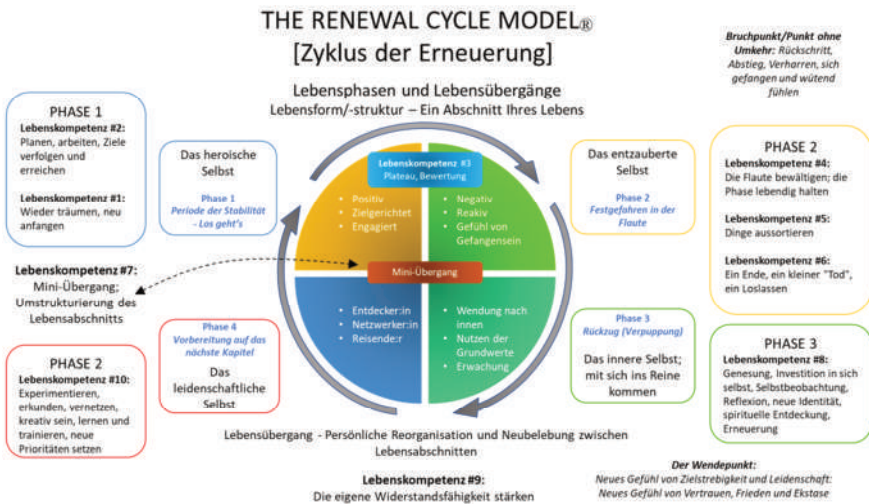 THE RENEWAL CYCLE MODEL®
[Zyklus der Erneuerung]
Bruchpunkt/Punkt ohne
Umkehr: Rückschritt,
Abstieg, Verharren, sich
gefangen und wütend
fühlen
Lebensphasen und Lebensübergänge
Lebensform/-struktur – Ein Abschnitt Ihres Lebens
PHASE 1
Lebenskompetenz #2:
Planen, arbeiten, Ziele
verfolgen und
erreichen
Lebenskompetenz #1:
Wieder träumen, neu
anfangen
Das heroische
Selbst
Phase 1
Periode der Stabilität
- Los geht's
Lebenskompetenz #3
Plateau, Bewertung
• Positiv
• Zielgerichtet
• Engagiert
• Negativ
• Reakiv
• Gefühl von
Gefangensein
Das entzauberte
Selbst
Phase 2
Festgefahren in der
Flaute
PHASE 2
Lebenskompetenz #4:
Die Flaute bewältigen; die
Phase lebendig halten
Lebenskompetenz #5:
Dinge aussortieren
Lebenskompetenz #6:
Ein Ende, ein kleiner "Tod",
ein Loslassen
Lebenskompetenz #7:
Mini-Übergang;
Umstrukturierung des
Lebensabschnitts
Mini-Übergang
PHASE 2
Lebenskompetenz #10:
Experimentieren,
erkunden, vernetzen,
kreativ sein, lernen und
trainieren, neue
Prioritäten setzen
Phase 4
Vorbereitung auf das
nächste Kapitel
Das
leidenschaftliche
Selbst
• Entdecker:in
• Netzwerker:in
• Reisende:r
• Wendung nach
innen
• Nutzen der
Grundwerte
• Erwachung
Phase 3
Rückzug (Verpuppung)
Das innere Selbst;
mit sich ins Reine
kommen
PHASE 3
Lebenskompetenz #8:
Genesung, Investition in sich
selbst, Selbstbeobachtung,
Reflexion, neue Identität,
spirituelle Entdeckung,
Erneuerung
Lebensübergang - Persönliche Reorganisation und Neubelebung zwischen
Lebensabschnitten
Lebenskompetenz #9:
Die eigene Widerstandsfähigkeit stärken
Der Wendepunkt:
Neues Gefühl von Zielstrebigkeit und Leidenschaft:
Neues Gefühl von Vertrauen, Frieden und Ekstase